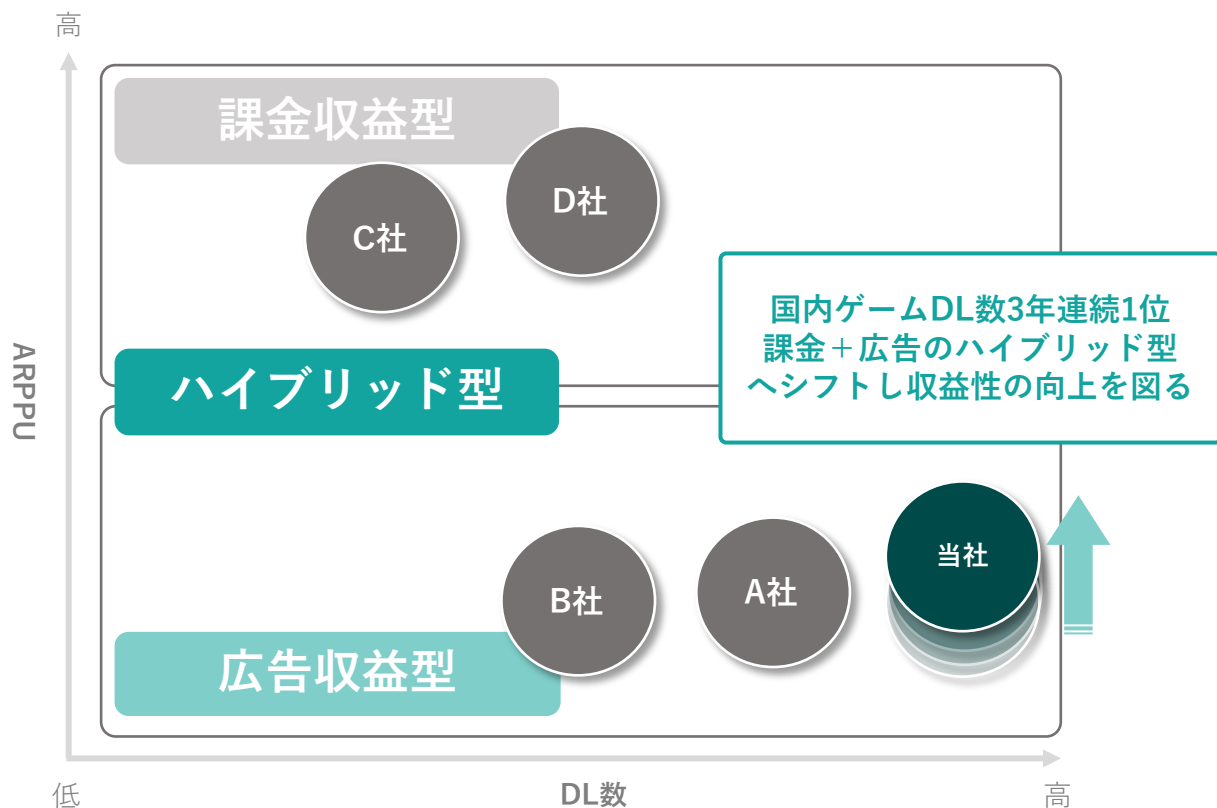 高
課金収益型
D社
C社
国内ゲームDL数3年連続1位
課金＋広告のハイブリッド型
へシフトし収益性の向上を図る
ARPPU
ハイブリッド型
当社
A社
B社
広告収益型
低
DL数
高